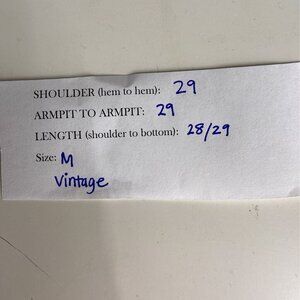 SHOULDER (hem to hem): 29
ARMPIT TO ARMPIT: 29
LENGTH (shoulder to bottom): 28/29
Size: M
Vintage